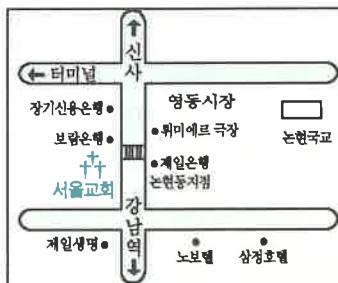 신사
← 터미널
장기신용은행
영동시장
보람은행
뤼미에르 극장
논현국교
제일은행
논현동지점
서울교회
강남역
제일생명
노보텔
삼정호텔